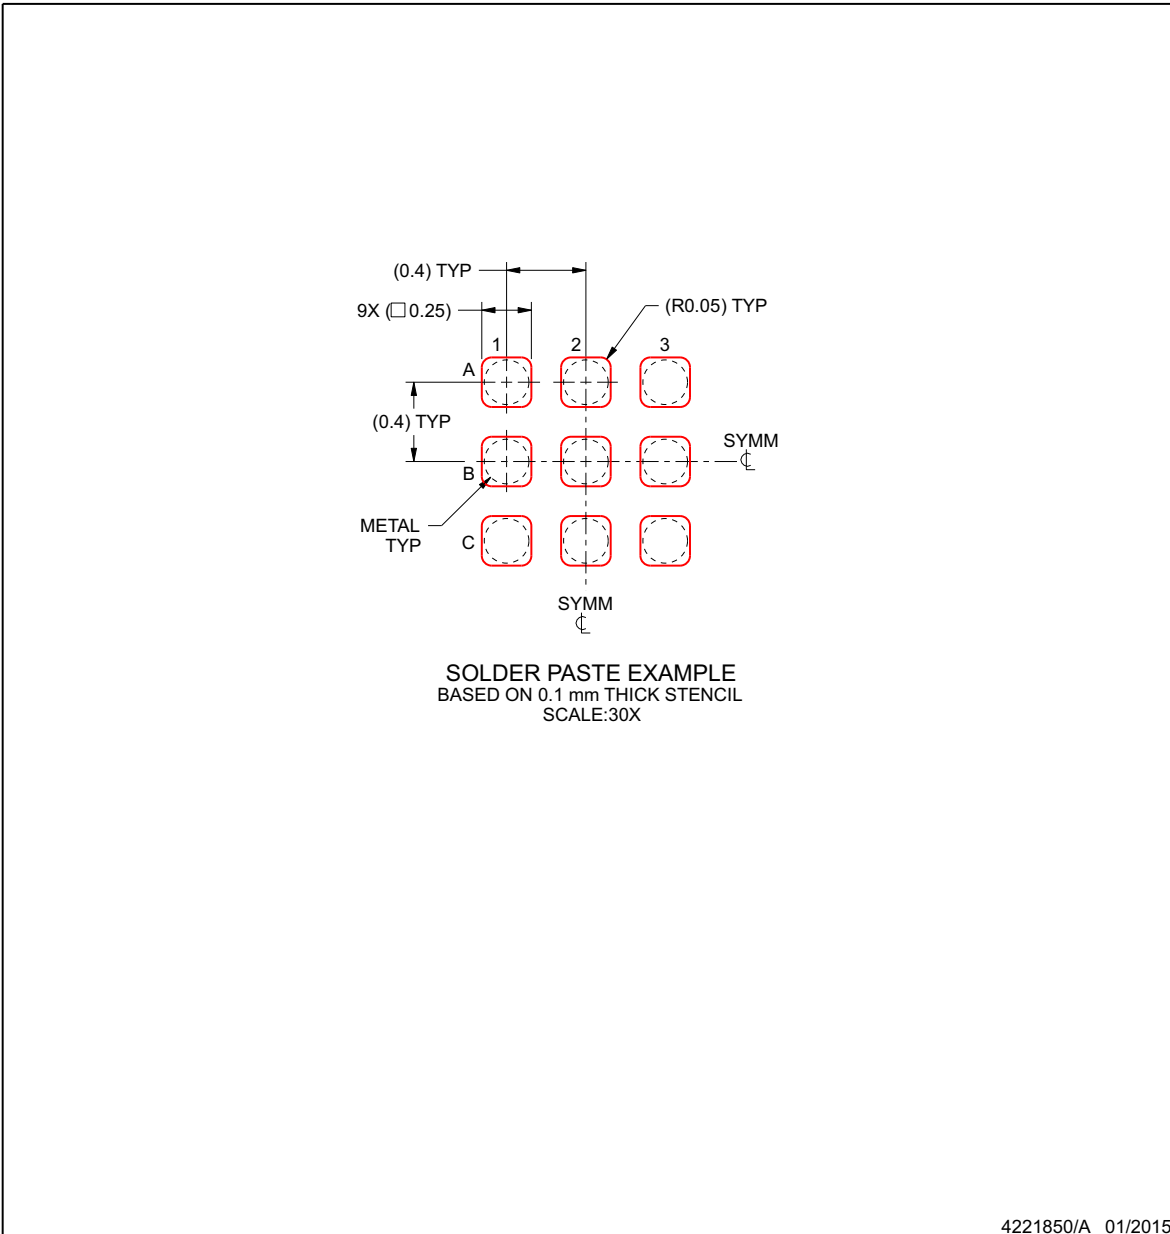 (0.4) TYP
9X (□ 0.25)
(R0.05) TYP
1 2 3
A
(0.4) TYP
SYMM
℄
B
METAL
TYP
C
SYMM
℄
SOLDER PASTE EXAMPLE
BASED ON 0.1 mm THICK STENCIL
SCALE:30X
4221850/A 01/2015